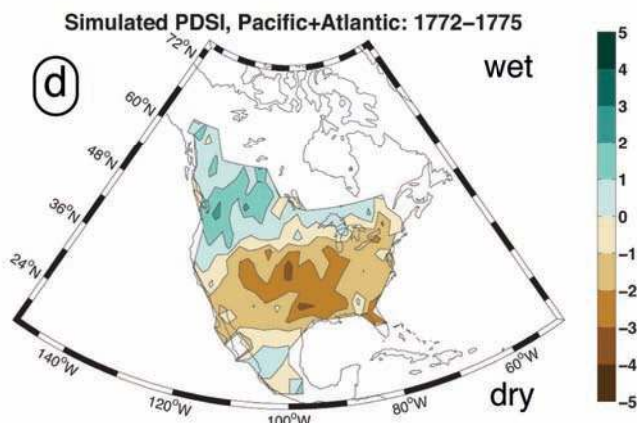 Simulated PDSI, Pacific+Atlantic: 1772–1775
d
wet
dry
72°N
60°N
48°N
36°N
24°N
140°W
120°W
100°W
80°W
60°W
5
4
3
2
1
0
−1
−2
−3
−4
−5